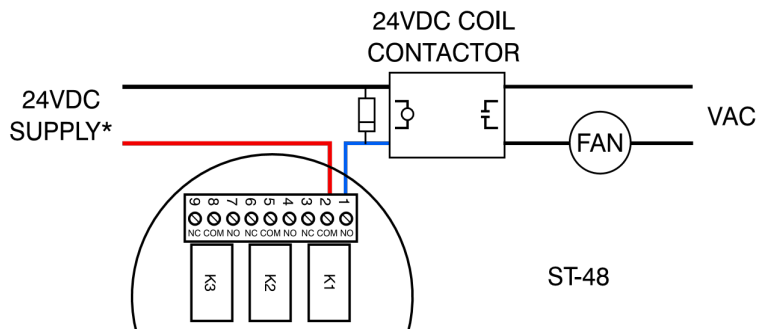 24VDC COIL
CONTACTOR
24VDC
SUPPLY*
VAC
FAN
9 8 7 6 5 4 3 2 1
NC COM NO NC COM NO NC COM NO
K3 K2 K1
ST-48